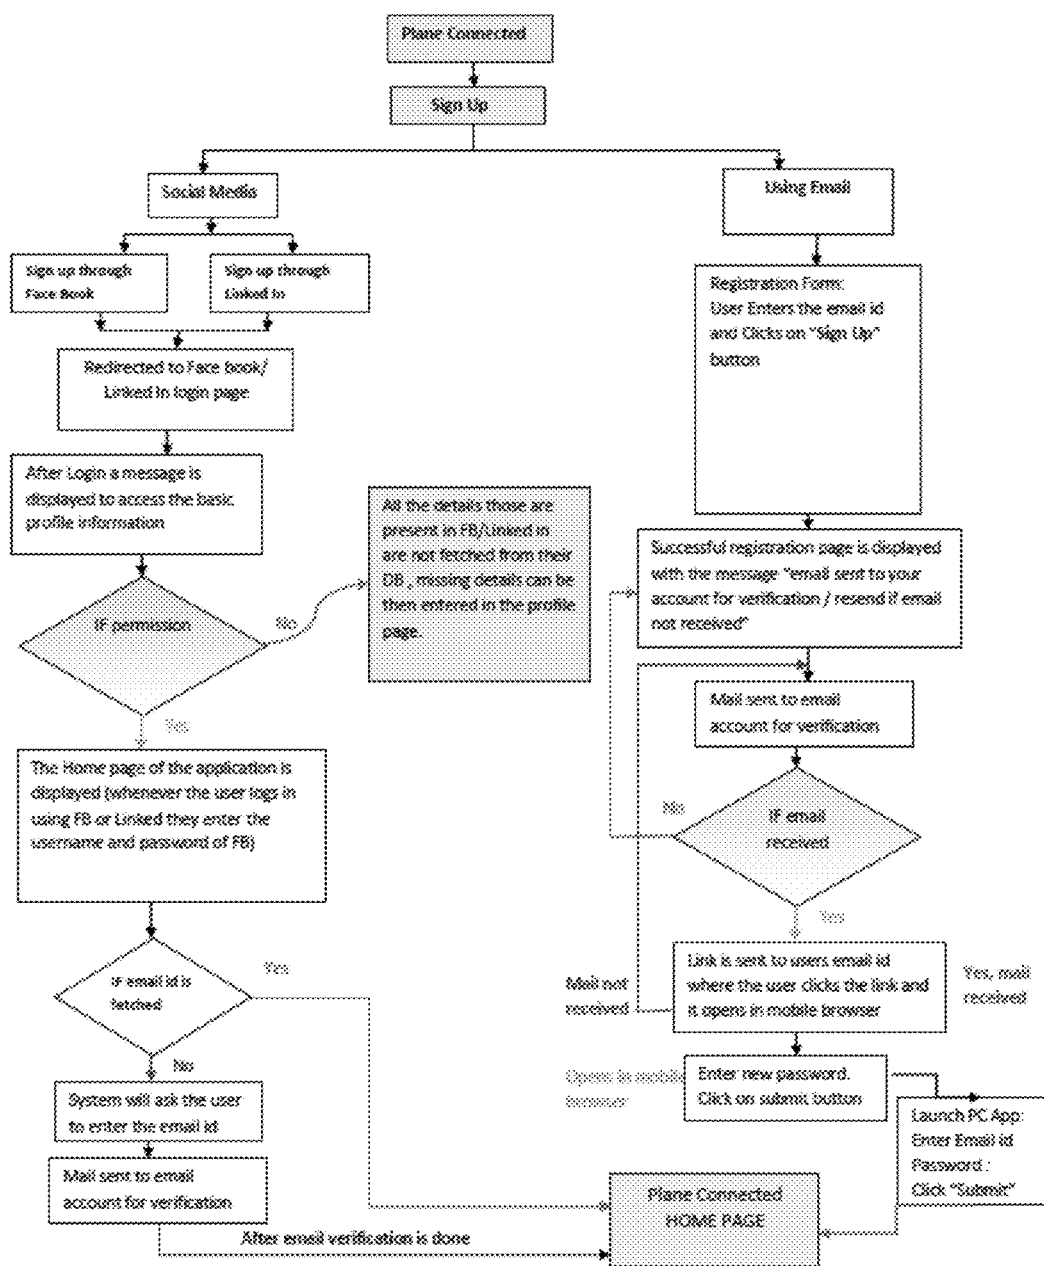 Plane Connected
Sign Up
Social Media
Using Email
Sign up through
Face Book
Sign up through
Linked In
Registration Form:
User Enters the email id
and Clicks on "Sign Up"
button
Redirected to Face book/
Linked In login page
After Login a message is
displayed to access the basic
profile information
All the details those are
present in FB/Linked in
are not fetched from their
DB , missing details can be
then entered in the profile
page.
Successful registration page is displayed
with the message "email sent to your
account for verification / resend if email
not received"
IF permission
No
Yes
Mail sent to email
account for verification
The Home page of the application is
displayed (whenever the user logs in
using FB or Linked they enter the
username and password of FB)
No
IF email
received
Yes
IF email id is
fetched
Yes
No
Mail not
received
Link is sent to users email id
where the user clicks the link and
it opens in mobile browser
Yes, mail
received
System will ask the user
to enter the email id
Opens in mobile
browser
Enter new password.
Click on submit button
Launch PC App:
Enter Email id
Password :
Click "Submit"
Mail sent to email
account for verification
Plane Connected
HOME PAGE
After email verification is done